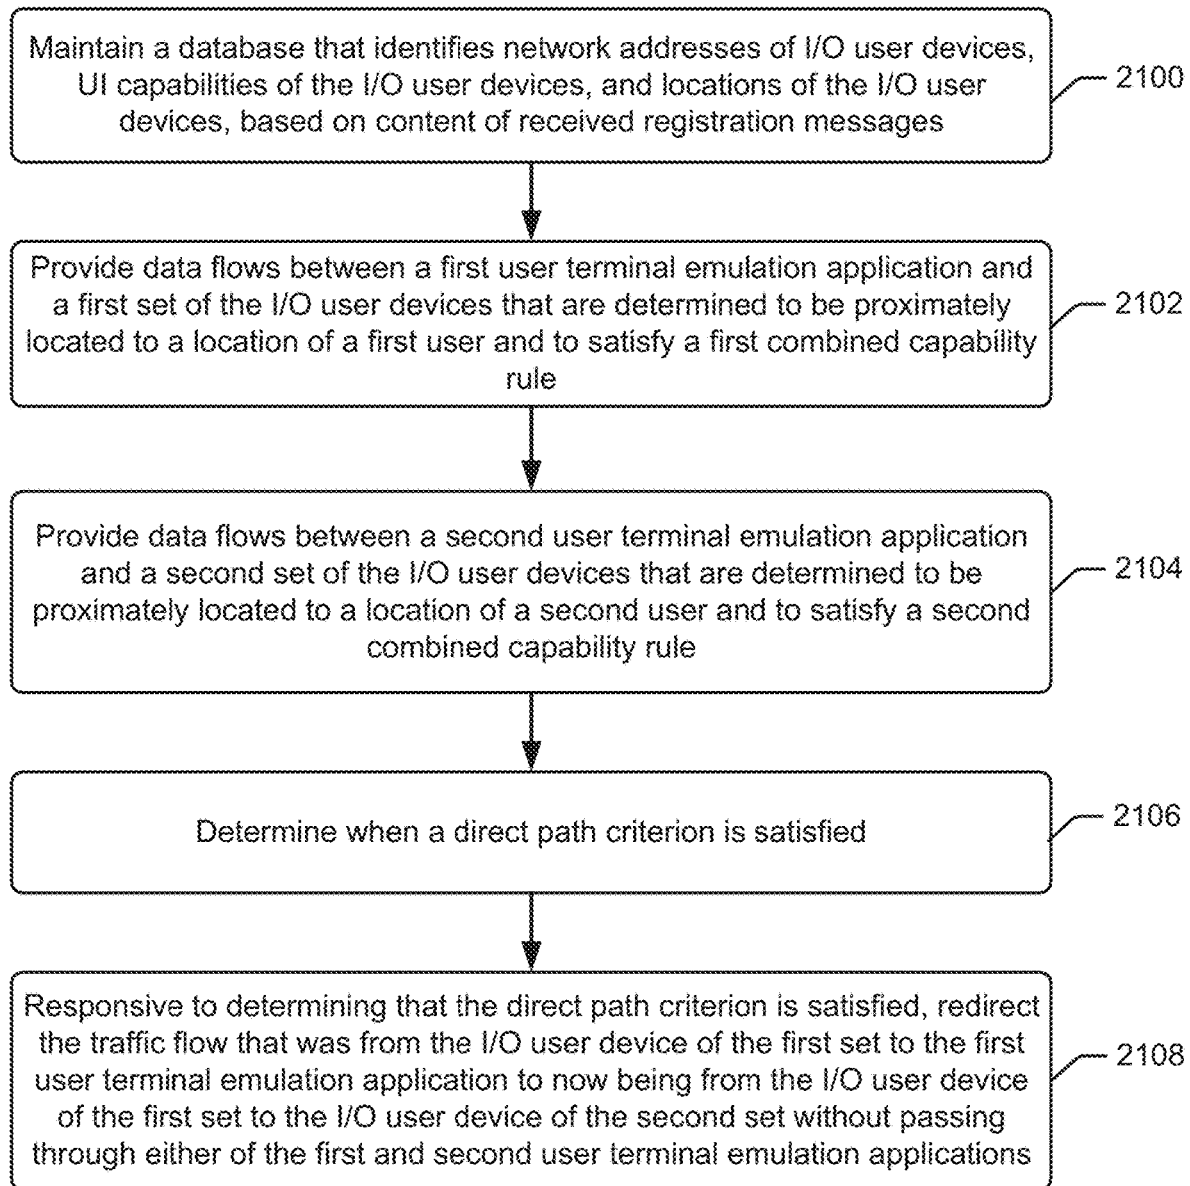 Maintain a database that identifies network addresses of I/O user devices,
UI capabilities of the I/O user devices, and locations of the I/O user
devices, based on content of received registration messages
2100
Provide data flows between a first user terminal emulation application and
a first set of the I/O user devices that are determined to be proximately
located to a location of a first user and to satisfy a first combined capability
rule
2102
Provide data flows between a second user terminal emulation application
and a second set of the I/O user devices that are determined to be
proximately located to a location of a second user and to satisfy a second
combined capability rule
2104
Determine when a direct path criterion is satisfied
2106
Responsive to determining that the direct path criterion is satisfied, redirect
the traffic flow that was from the I/O user device of the first set to the first
user terminal emulation application to now being from the I/O user device
of the first set to the I/O user device of the second set without passing
through either of the first and second user terminal emulation applications
2108